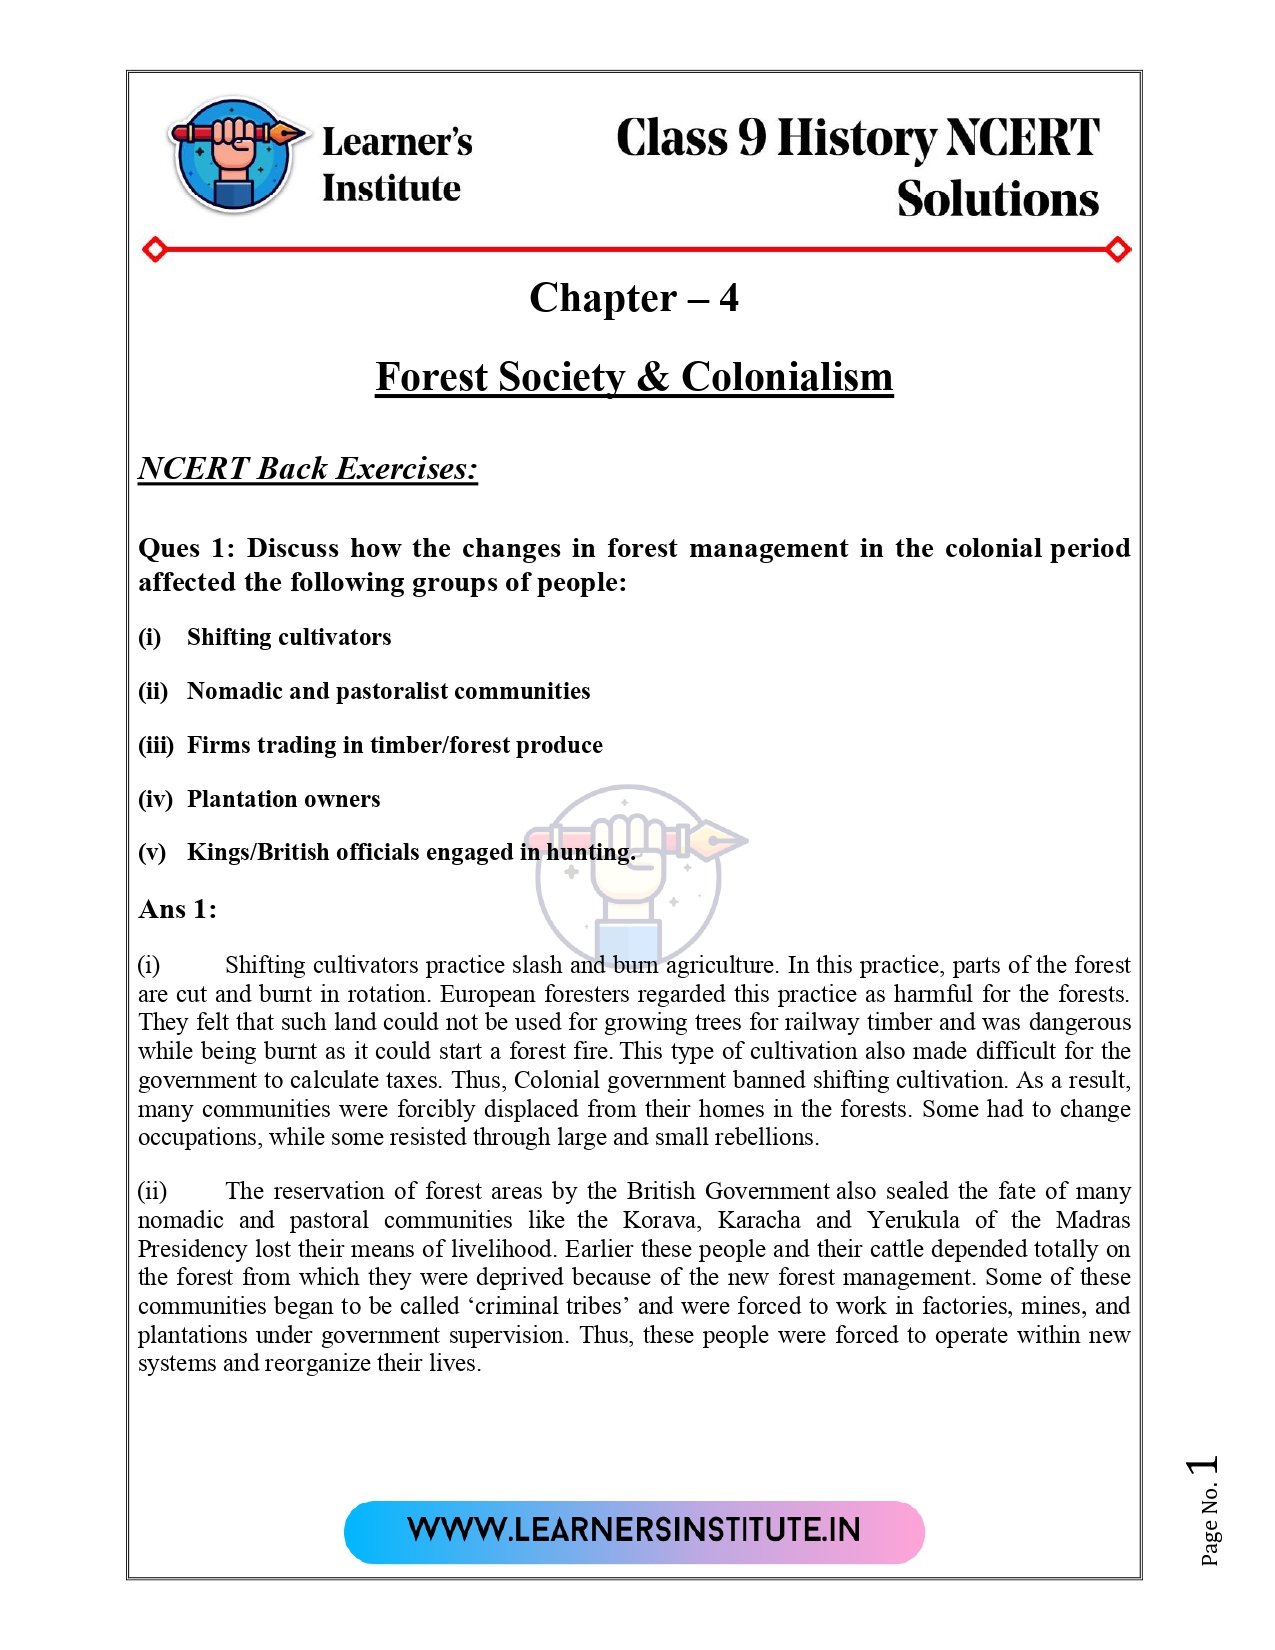 Learner's
Institute
Class 9 History NCERT
Solutions
Chapter – 4
Forest Society & Colonialism
NCERT Back Exercises:
Ques 1: Discuss how the changes in forest management in the colonial period
affected the following groups of people:
(i) Shifting cultivators
(ii) Nomadic and pastoralist communities
(iii) Firms trading in timber/forest produce
(iv) Plantation owners
(v) Kings/British officials engaged in hunting.
Ans 1:
(i) Shifting cultivators practice slash and burn agriculture. In this practice, parts of the forest
are cut and burnt in rotation. European foresters regarded this practice as harmful for the forests.
They felt that such land could not be used for growing trees for railway timber and was dangerous
while being burnt as it could start a forest fire. This type of cultivation also made difficult for the
government to calculate taxes. Thus, Colonial government banned shifting cultivation. As a result,
many communities were forcibly displaced from their homes in the forests. Some had to change
occupations, while some resisted through large and small rebellions.
(ii) The reservation of forest areas by the British Government also sealed the fate of many
nomadic and pastoral communities like the Korava, Karacha and Yerukula of the Madras
Presidency lost their means of livelihood. Earlier these people and their cattle depended totally on
the forest from which they were deprived because of the new forest management. Some of these
communities began to be called ‘criminal tribes’ and were forced to work in factories, mines, and
plantations under government supervision. Thus, these people were forced to operate within new
systems and reorganize their lives.
WWW.LEARNERSINSTITUTE.IN
Page No. 1